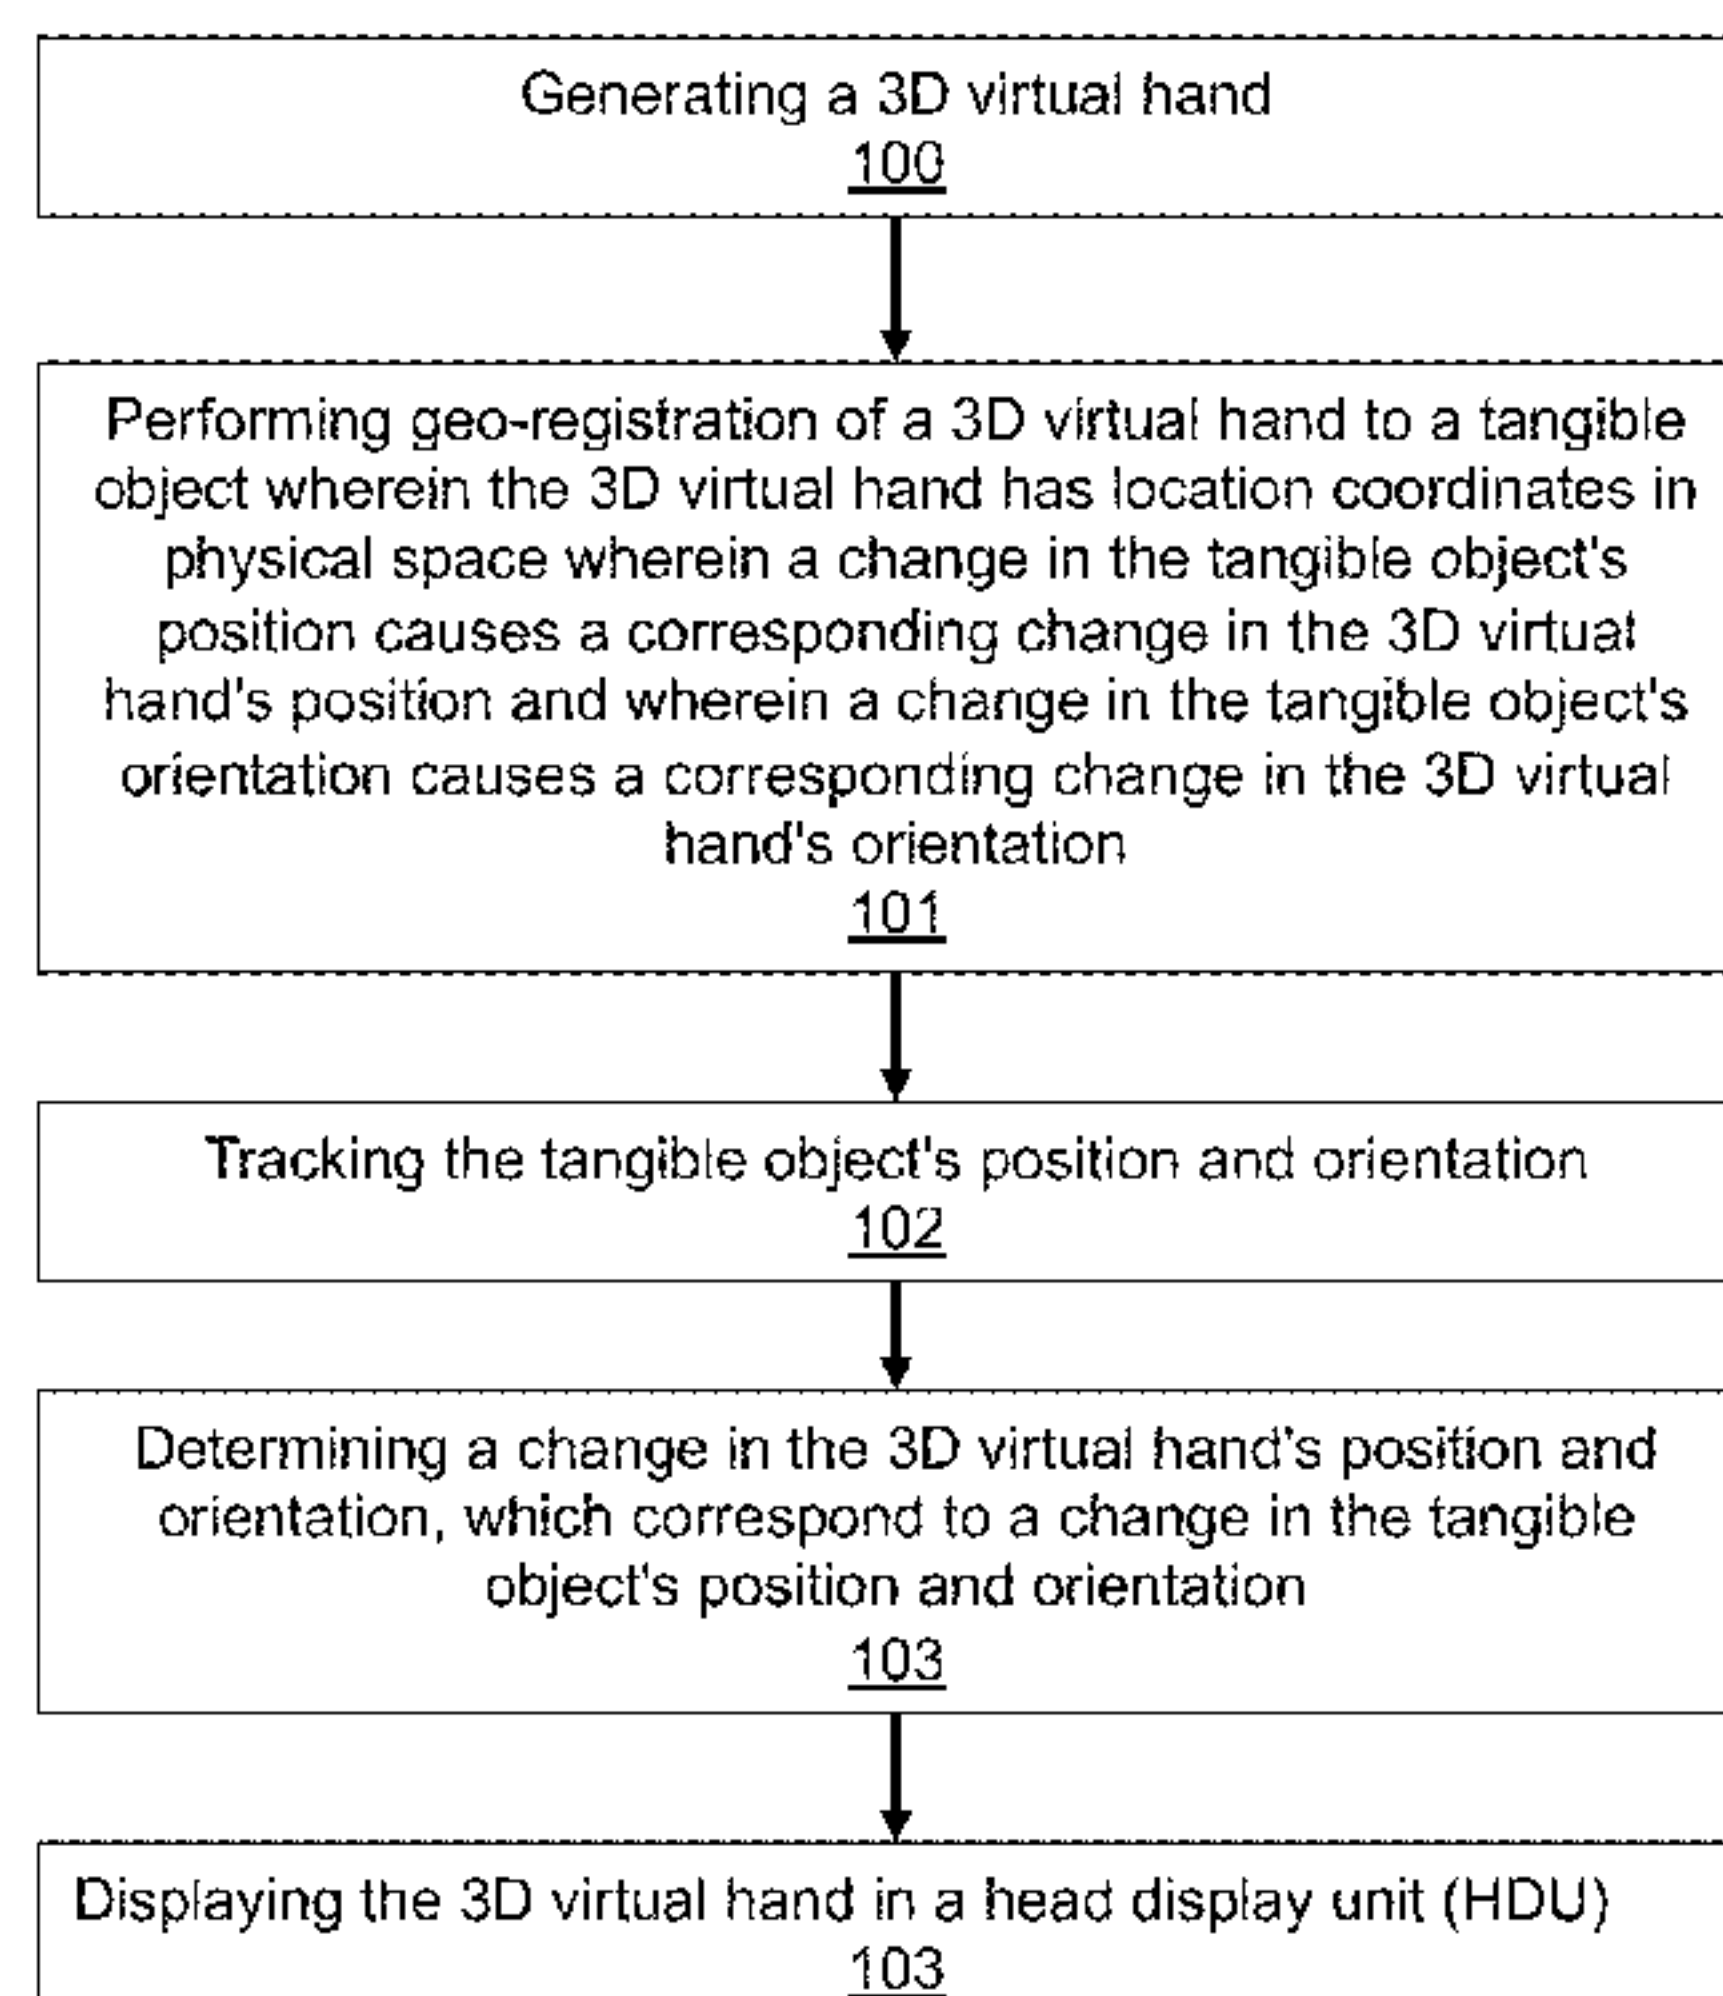 Generating a 3D virtual hand
100
Performing geo-registration of a 3D virtual hand to a tangible
object wherein the 3D virtual hand has location coordinates in
physical space wherein a change in the tangible object's
position causes a corresponding change in the 3D virtual
hand's position and wherein a change in the tangible object's
orientation causes a corresponding change in the 3D virtual
hand's orientation
101
Tracking the tangible object's position and orientation
102
Determining a change in the 3D virtual hand's position and
orientation, which correspond to a change in the tangible
object's position and orientation
103
Displaying the 3D virtual hand in a head display unit (HDU)
103